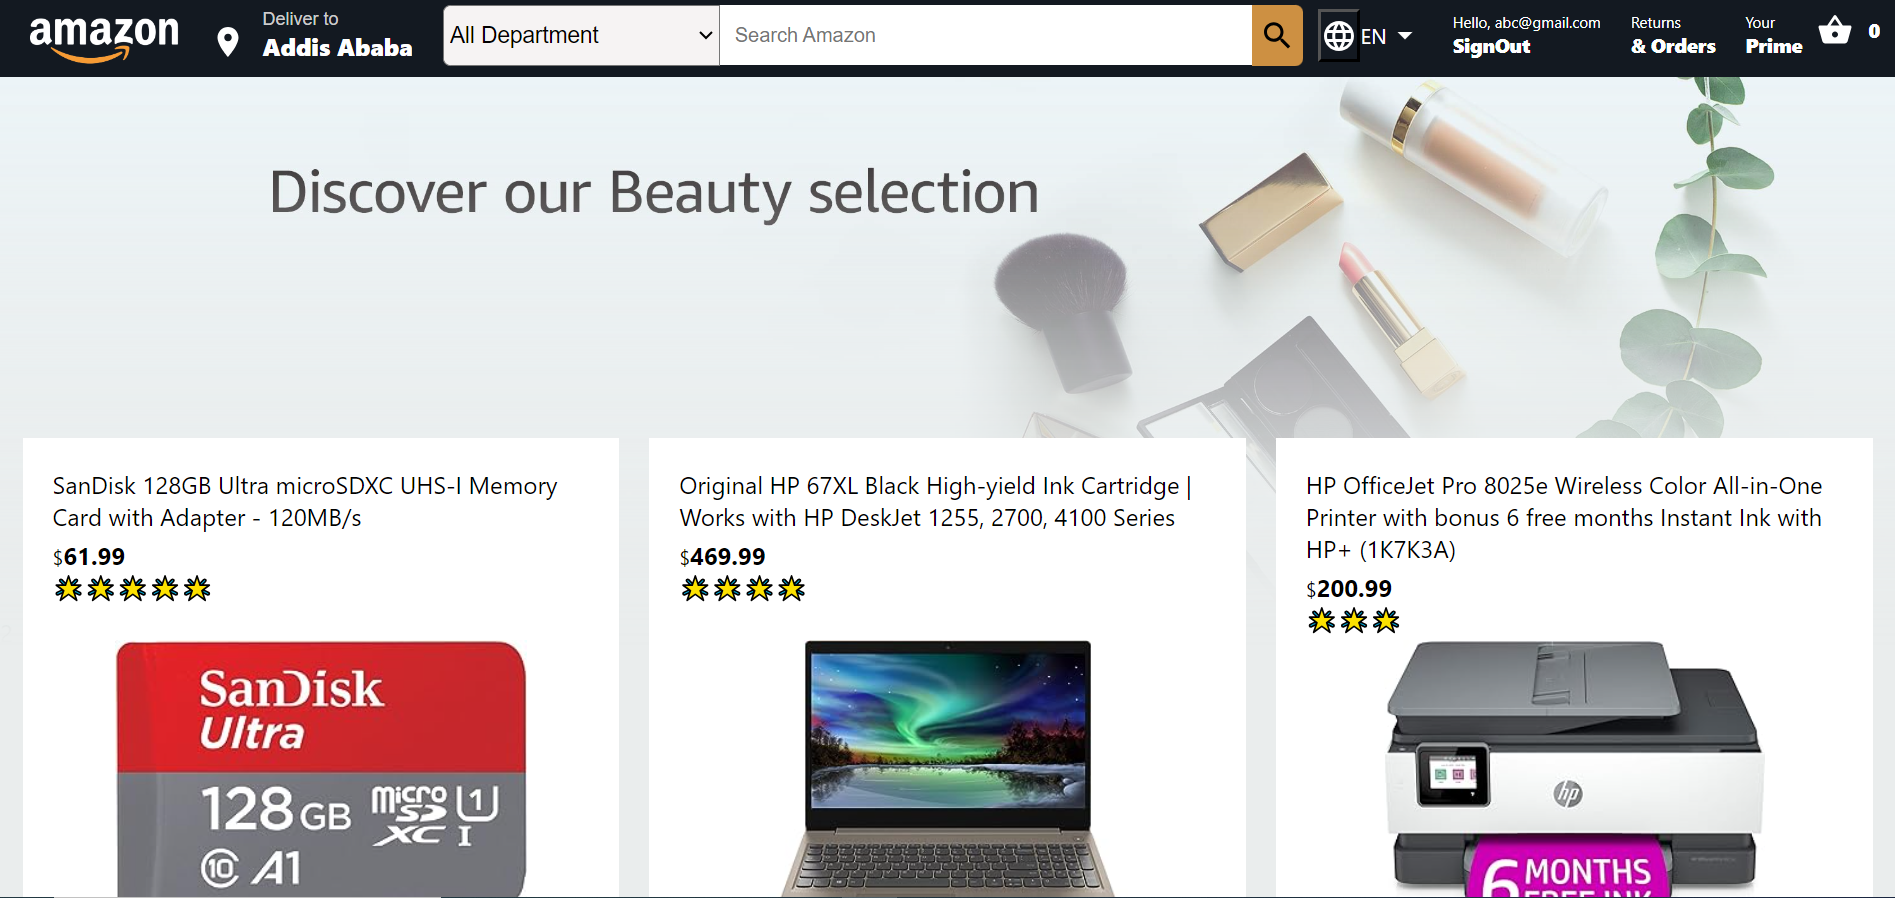 amazon
Deliver to
Addis Ababa
All Department
Search Amazon
EN
Hello, abc@gmail.com
SignOut
Returns
& Orders
Your
Prime
0
Discover our Beauty selection
SanDisk 128GB Ultra microSDXC UHS-I Memory
Card with Adapter - 120MB/s
$61.99
SanDisk
Ultra
128GB
micro
SD
XC I
U1
10
A1
Original HP 67XL Black High-yield Ink Cartridge |
Works with HP DeskJet 1255, 2700, 4100 Series
$469.99
HP OfficeJet Pro 8025e Wireless Color All-in-One
Printer with bonus 6 free months Instant Ink with
HP+ (1K7K3A)
$200.99
hp
6 MONTHS
FREE INK